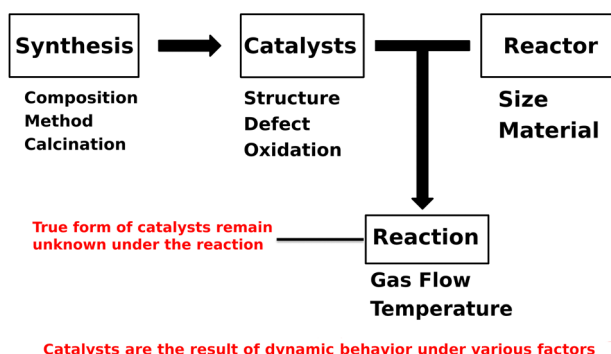 Synthesis
Catalysts
Reactor
Composition
Method
Calcination
Structure
Defect
Oxidation
Size
Material
True form of catalysts remain
unknown under the reaction
Reaction
Gas Flow
Temperature
Catalysts are the result of dynamic behavior under various factors